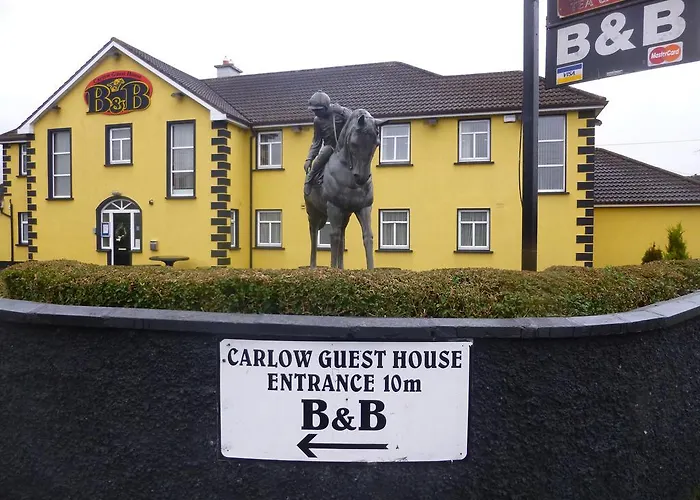 B&B
B&B
VISA
MasterCard
CARLOW GUEST HOUSE
ENTRANCE 10m
B&B